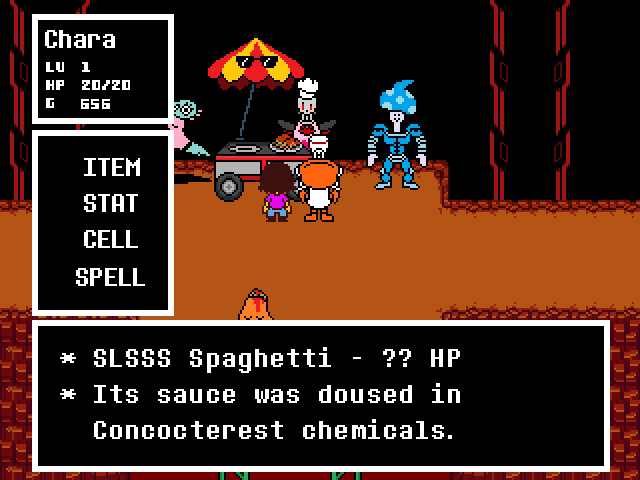 Chara
LV 1
HP 20/20
G 656
ITEM
STAT
CELL
SPELL
* SLSSS Spaghetti - ?? HP
* Its sauce was doused in
Concocterest chemicals.